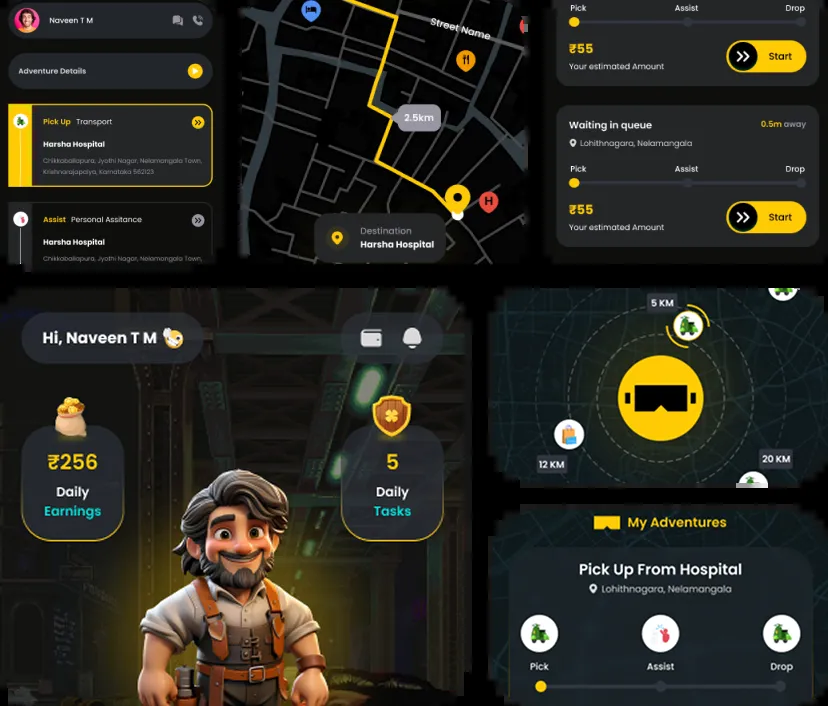 Naveen T M
Adventure Details
Pick Up Transport
Harsha Hospital
Chikkaballapura, Jyothi Nagar, Nelamangala Town,
Krishnarajapalya, Karnataka 562123
Assist Personal Assitance
Harsha Hospital
Chikkaballapura, Jyothi Nagar, Nelamangala Town,
Street Name
2.5km
H
Destination
Harsha Hospital
Pick Assist Drop
₹55
Your estimated Amount
Start
Waiting in queue
0.5m away
Lohithnagara, Nelamangala
Pick Assist Drop
₹55
Your estimated Amount
Start
Hi, Naveen T M
₹256
Daily
Earnings
5
Daily
Tasks
5 KM
12 KM
20 KM
My Adventures
Pick Up From Hospital
Lohithnagara, Nelamangala
Pick Assist Drop